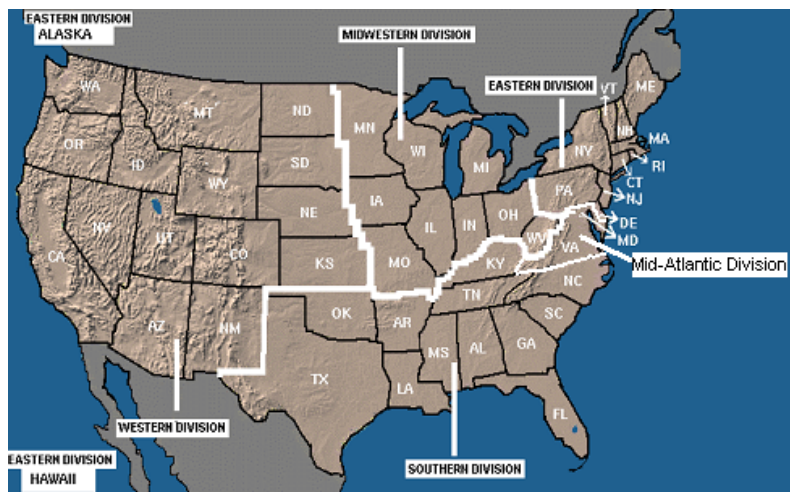 EASTERN DIVISION
ALASKA
MIDWESTERN DIVISION
EASTERN DIVISION
WA
MT
ND
MN
VT
ME
OR
ID
SD
WI
MI
NY
NH
MA
WY
RI
CT
NE
IA
PA
NJ
NV
UT
CO
IL
IN
OH
DE
CA
KS
MO
WV
VA
MD
KY
Mid-Atlantic Division
AZ
NM
OK
AR
TN
NC
SC
MS
AL
GA
TX
LA
FL
WESTERN DIVISION
SOUTHERN DIVISION
EASTERN DIVISION
HAWAII